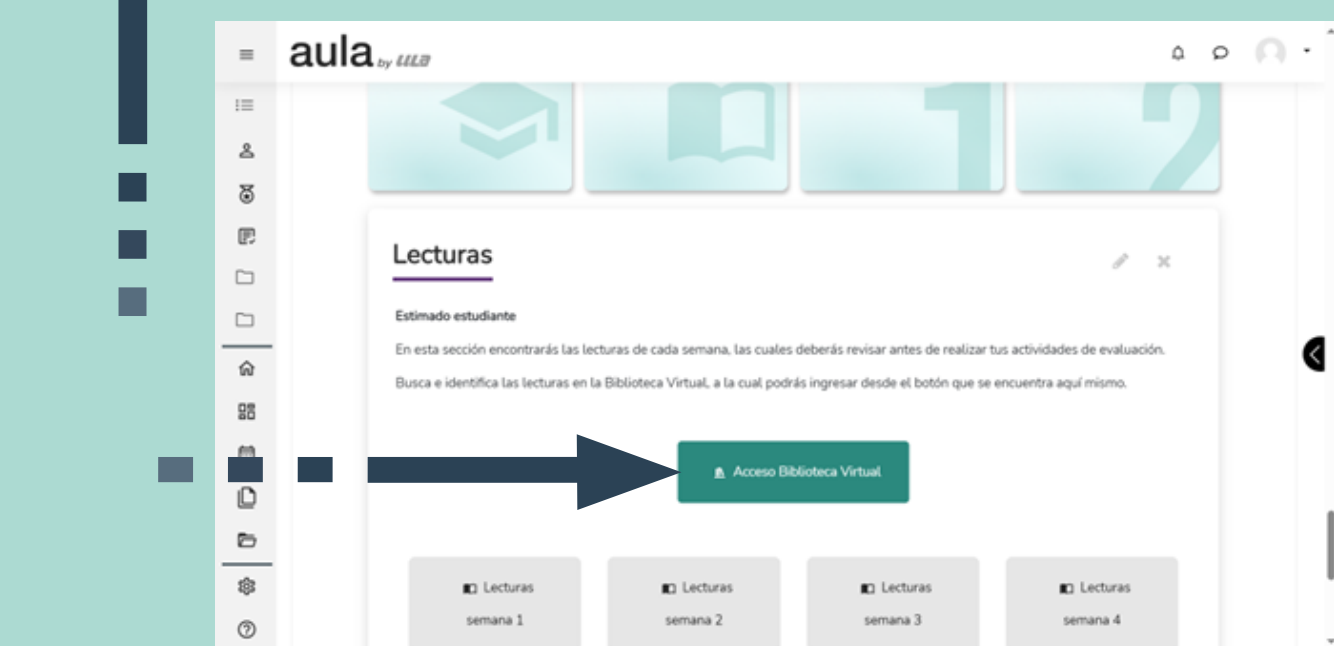 aula by ULA
1
2
Lecturas
Estimado estudiante
En esta sección encontrarás las lecturas de cada semana, las cuales deberás revisar antes de realizar tus actividades de evaluación.
Busca e identifica las lecturas en la Biblioteca Virtual, a la cual podrás ingresar desde el botón que se encuentra aquí mismo.
Acceso Biblioteca Virtual
Lecturas
semana 1
Lecturas
semana 2
Lecturas
semana 3
Lecturas
semana 4